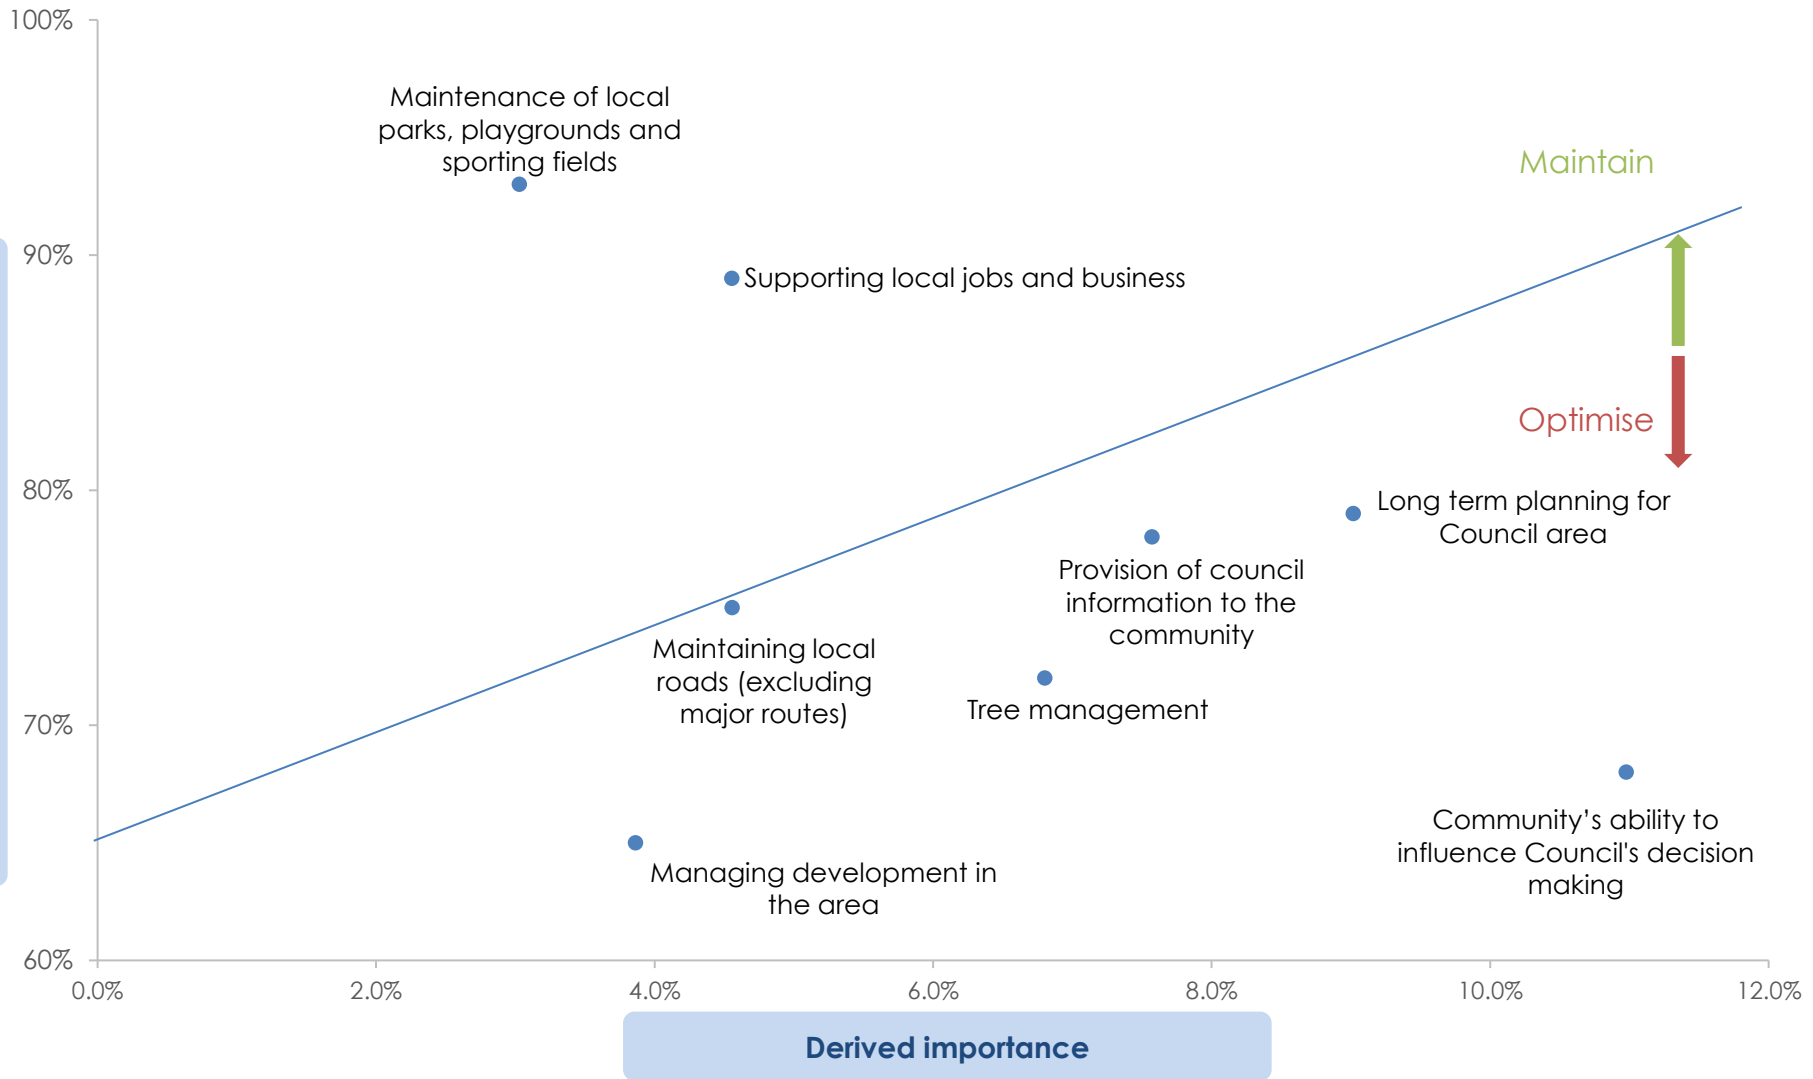 100%
Maintenance of local
parks, playgrounds and
sporting fields
Maintain
90%
Supporting local jobs and business
Optimise
80%
Long term planning for
Council area
Provision of council
information to the
community
Maintaining local
roads (excluding
major routes)
Tree management
70%
Community’s ability to
influence Council's decision
making
Managing development in
the area
60%
0.0%
2.0%
4.0%
6.0%
8.0%
10.0%
12.0%
Derived importance